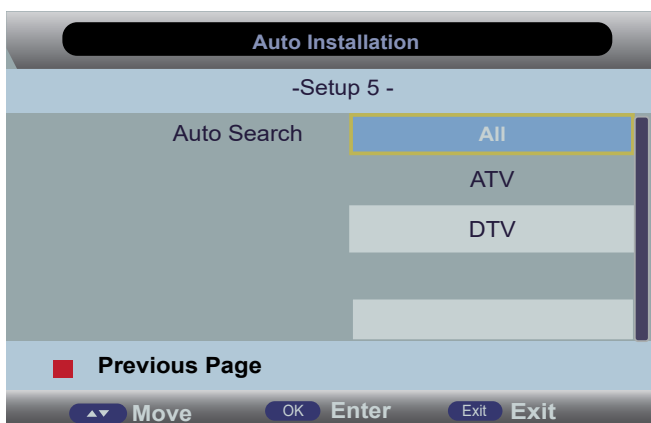 Auto Installation
-Setup 5 -
Auto Search All
ATV
DTV
Previous Page
Move OK Enter Exit Exit